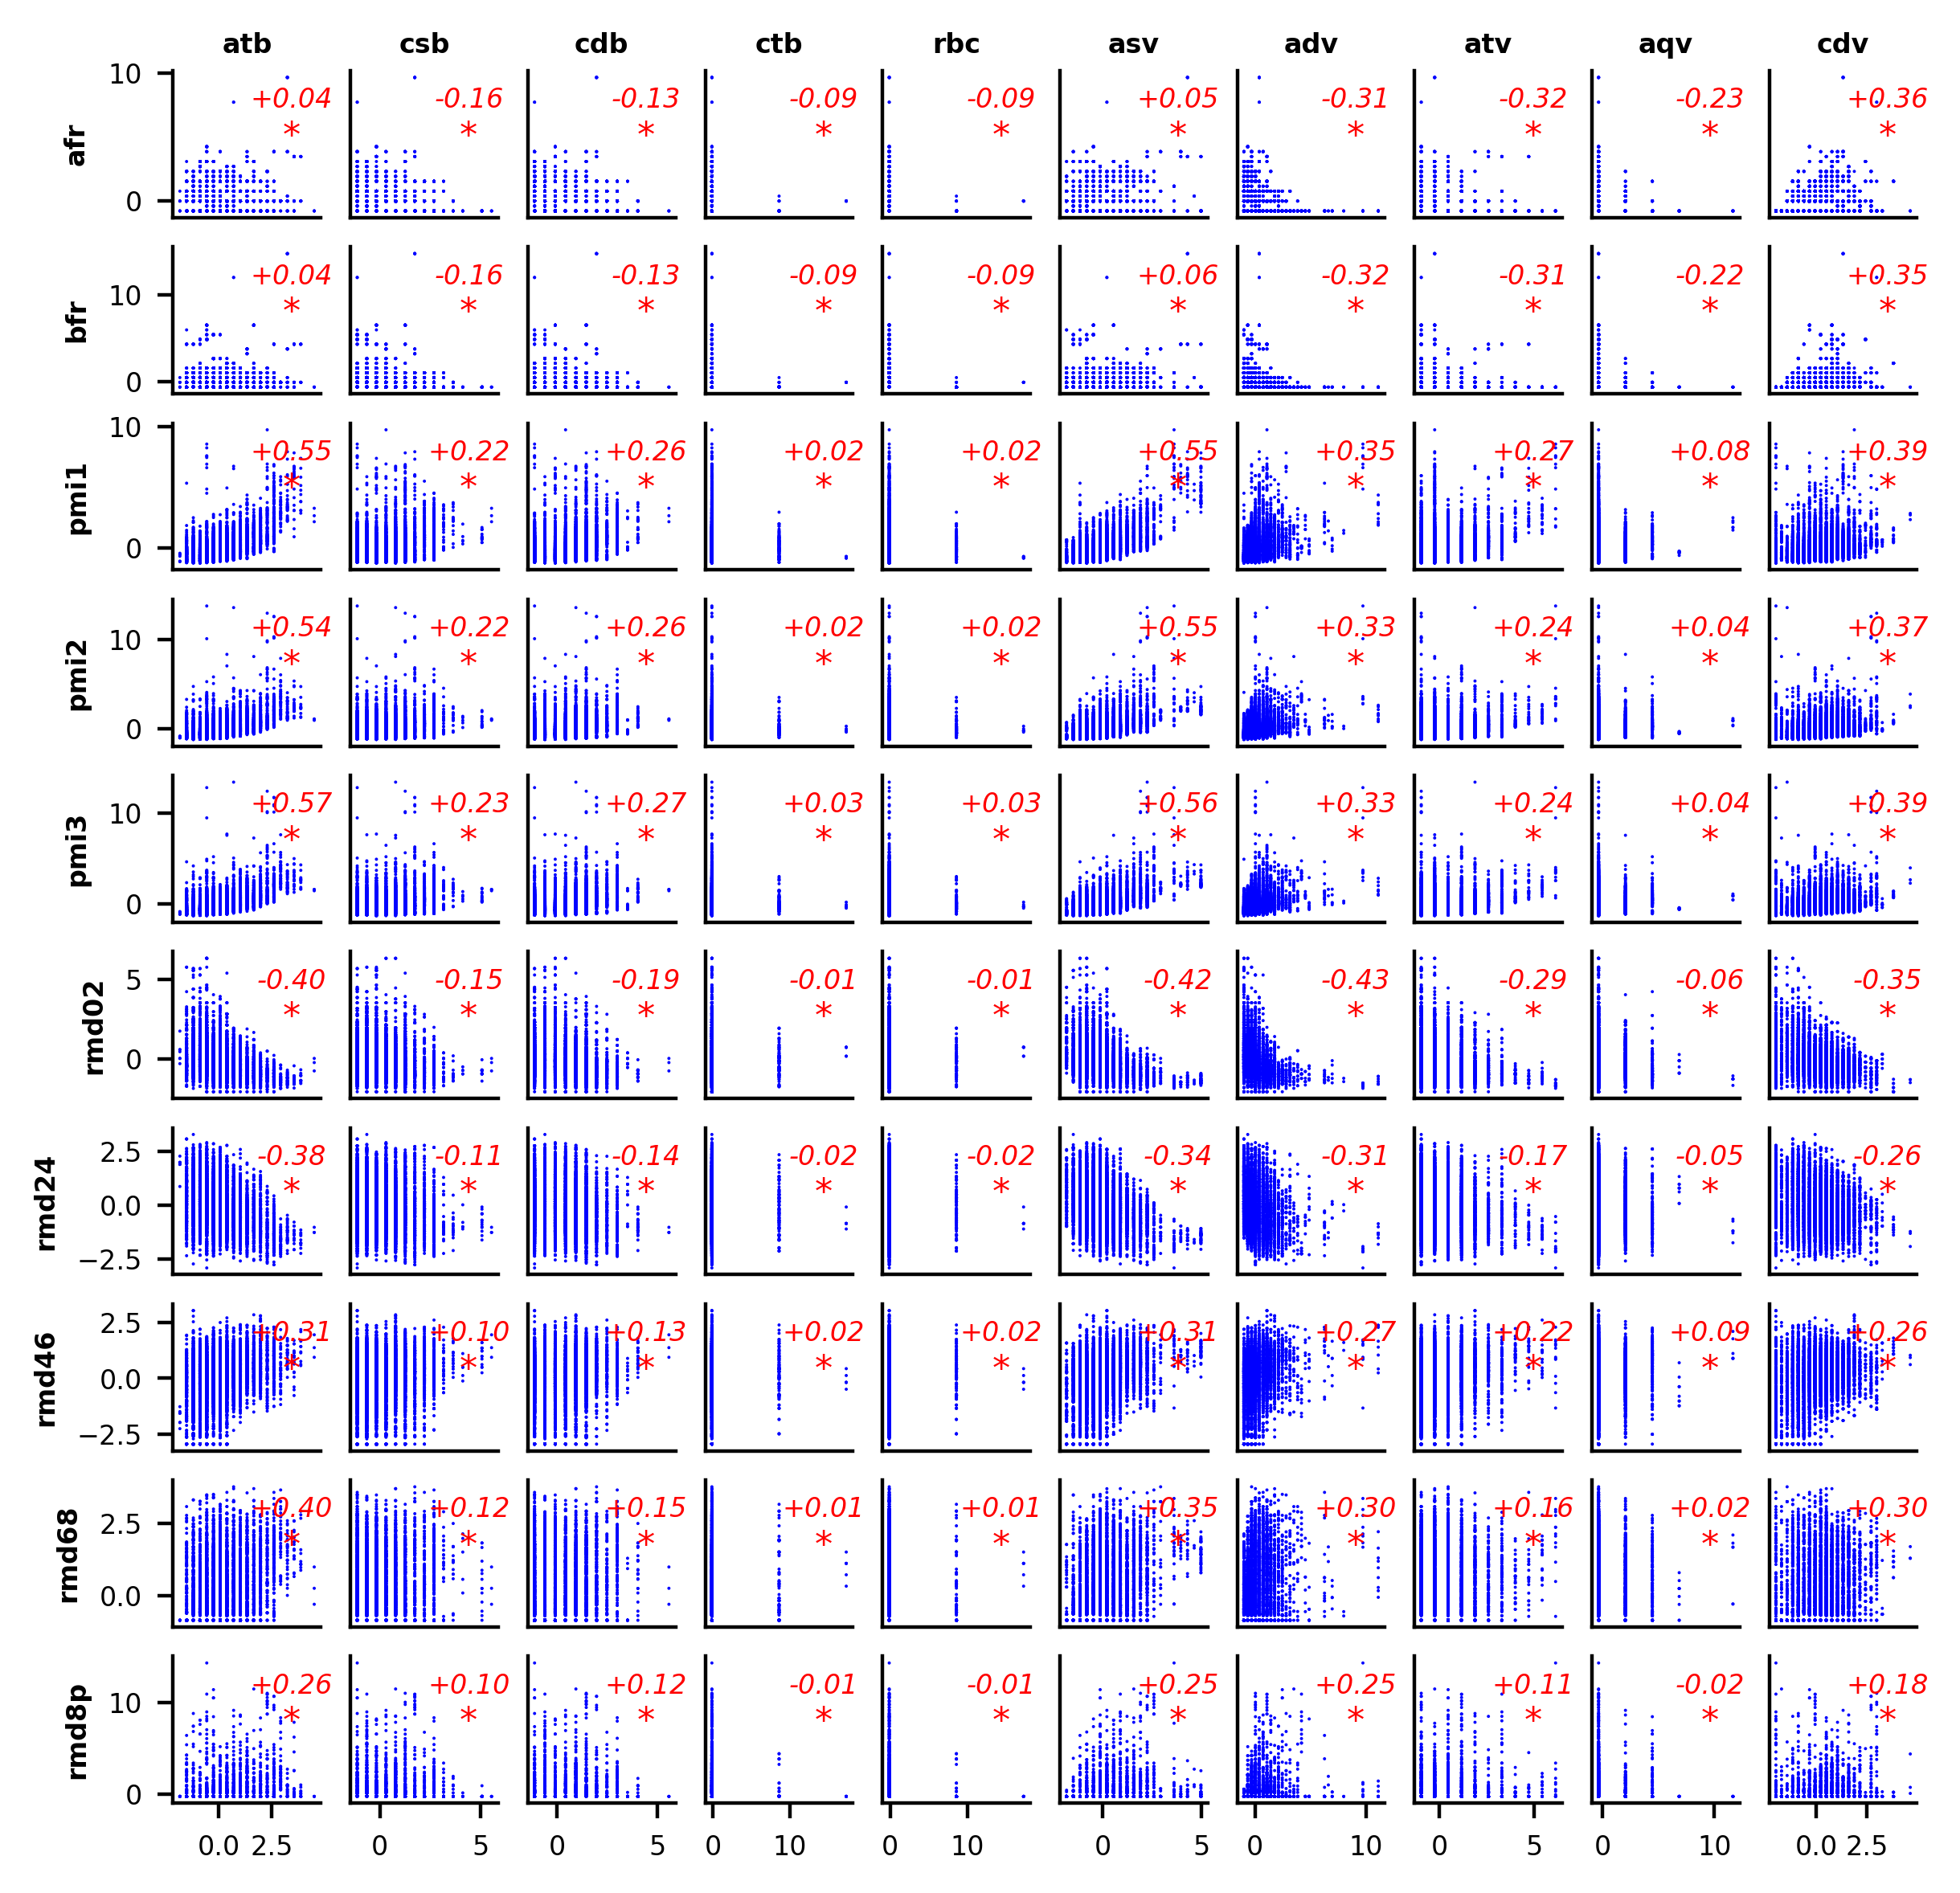 atb csb cdb ctb rbc asv adv atv aqv cdv
10 +0.04 -0.16 -0.13 -0.09 -0.09 +0.05 -0.31 -0.32 -0.23 +0.36
afr * * * * * * * * * *
0
+0.04 -0.16 -0.13 -0.09 -0.09 +0.06 -0.32 -0.31 -0.22 +0.35
bfr 10 * * * * * * * * * *
0
10 +0.55 +0.22 +0.26 +0.02 +0.02 +0.55 +0.35 +0.27 +0.08 +0.39
pmi1 * * * * * * * * * *
0
10 +0.54 +0.22 +0.26 +0.02 +0.02 +0.55 +0.33 +0.24 +0.04 +0.37
pmi2 * * * * * * * * * *
0
10 +0.57 +0.23 +0.27 +0.03 +0.03 +0.56 +0.33 +0.24 +0.04 +0.39
pmi3 * * * * * * * * * *
0
5 -0.40 -0.15 -0.19 -0.01 -0.01 -0.42 -0.43 -0.29 -0.06 -0.35
rmd02 * * * * * * * * * *
0
2.5 -0.38 -0.11 -0.14 -0.02 -0.02 -0.34 -0.31 -0.17 -0.05 -0.26
rmd24 0.0 * * * * * * * * * *
−2.5
2.5 +0.31 +0.10 +0.13 +0.02 +0.02 +0.31 +0.27 +0.22 +0.09 +0.26
rmd46 0.0 * * * * * * * * * *
−2.5
2.5 +0.40 +0.12 +0.15 +0.01 +0.01 +0.35 +0.30 +0.16 +0.02 +0.30
rmd68 * * * * * * * * * *
0.0
10 +0.26 +0.10 +0.12 -0.01 -0.01 +0.25 +0.25 +0.11 -0.02 +0.18
rmd8p * * * * * * * * * *
0
0.0 2.5 0 5 0 5 0 10 0 10 0 5 0 10 0 5 0 10 0.0 2.5